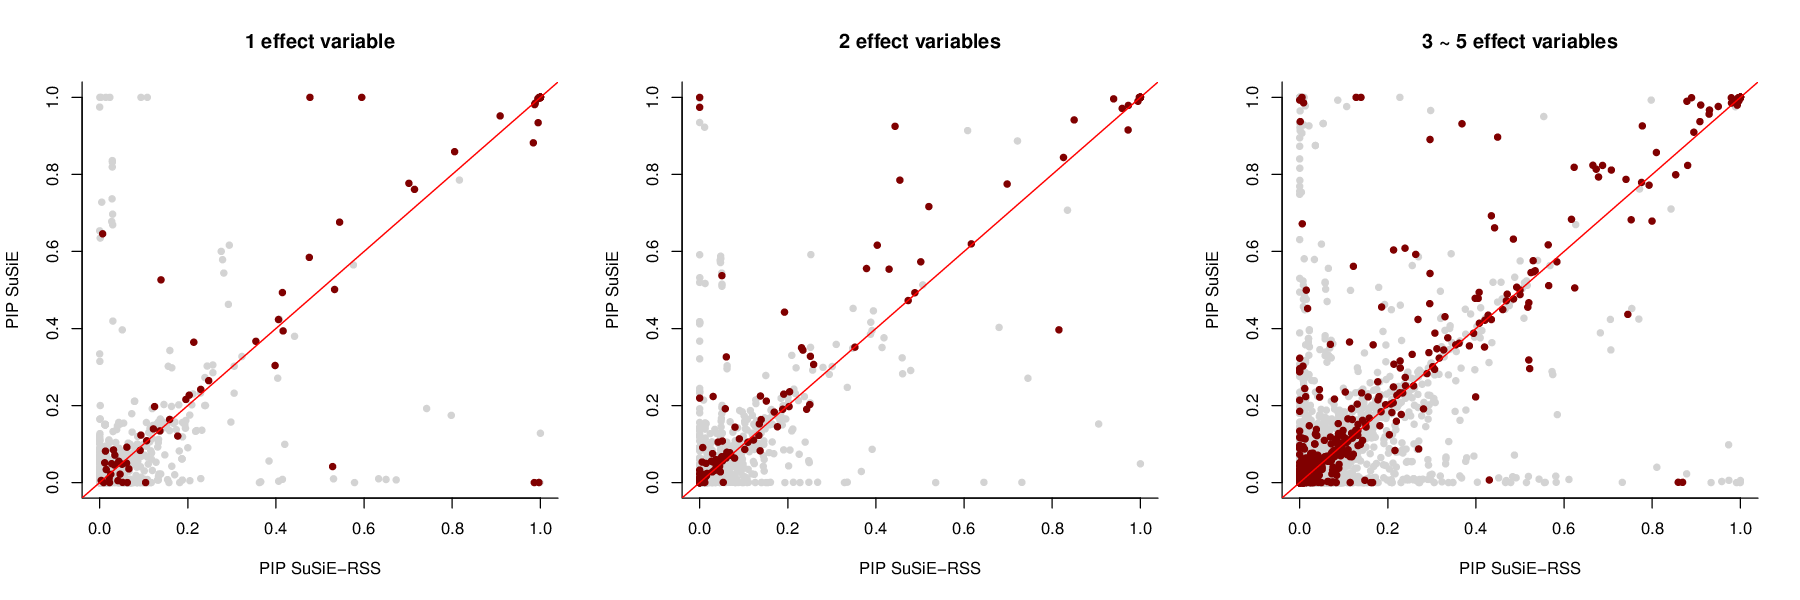 1 effect variable
PIP SuSiE
1.0
0.8
0.6
0.4
0.2
0.0
0.0 0.2 0.4 0.6 0.8 1.0
PIP SuSiE−RSS
2 effect variables
PIP SuSiE
1.0
0.8
0.6
0.4
0.2
0.0
0.0 0.2 0.4 0.6 0.8 1.0
PIP SuSiE−RSS
3 ~ 5 effect variables
PIP SuSiE
1.0
0.8
0.6
0.4
0.2
0.0
0.0 0.2 0.4 0.6 0.8 1.0
PIP SuSiE−RSS